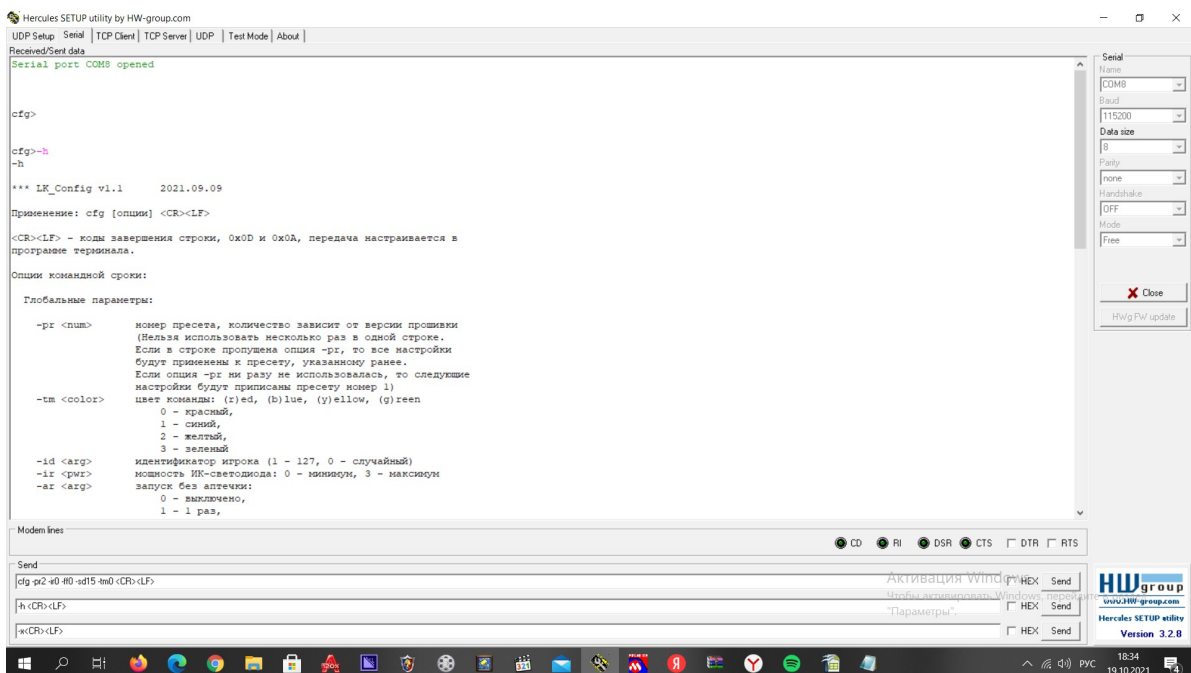 Hercules SETUP utility by HW-group.com
UDP Setup Serial TCP Client TCP Server UDP Test Mode About
Received/Sent data
Serial port COM8 opened
cfg>
cfg>-h
-h
*** LK_Config v1.1 2021.09.09
Применение: cfg [опции] <CR><LF>
<CR><LF> - коды завершения строки, 0x0D и 0x0A, передача настраивается в
программе терминала.
Опции командной сроки:
Глобальные параметры:
-pr <num> номер пресета, количество зависит от версии прошивки
(Нельзя использовать несколько раз в одной строке.
Если в строке пропущена опция -pr, то все настройки
будут применены к пресету, указанному ранее.
Если опция -pr ни разу не использовалась, то следующие
настройки будут приписаны пресету номер 1)
-tm <color> цвет команды: (r)ed, (b)lue, (y)ellow, (g)reen
0 - красный,
1 - синий,
2 - желтый,
3 - зеленый
-id <arg> идентификатор игрока (1 - 127, 0 - случайный)
-ir <pwr> мощность ИК-светодиода: 0 - минимум, 3 - максимум
-ar <arg> запуск без аптечки:
0 - выключено,
1 - 1 раз,
Serial
Name
COM8
Baud
115200
Data size
8
Parity
none
Handshake
OFF
Mode
Free
Close
HWg FW update
Modem lines
CD RI DSR CTS DTR RTS
Send
cfg -pr2 -ir0 -ff0 -sd15 -tm0 <CR><LF> HEX Send
-h <CR><LF> HEX Send
-x<CR><LF> HEX Send
Активация Windows
Чтобы активировать Windows, перейдите в раздел
"Параметры".
HWgroup
www.HW-group.com
Hercules SETUP utility
Version 3.2.8
РУС
18:34
19.10.2021